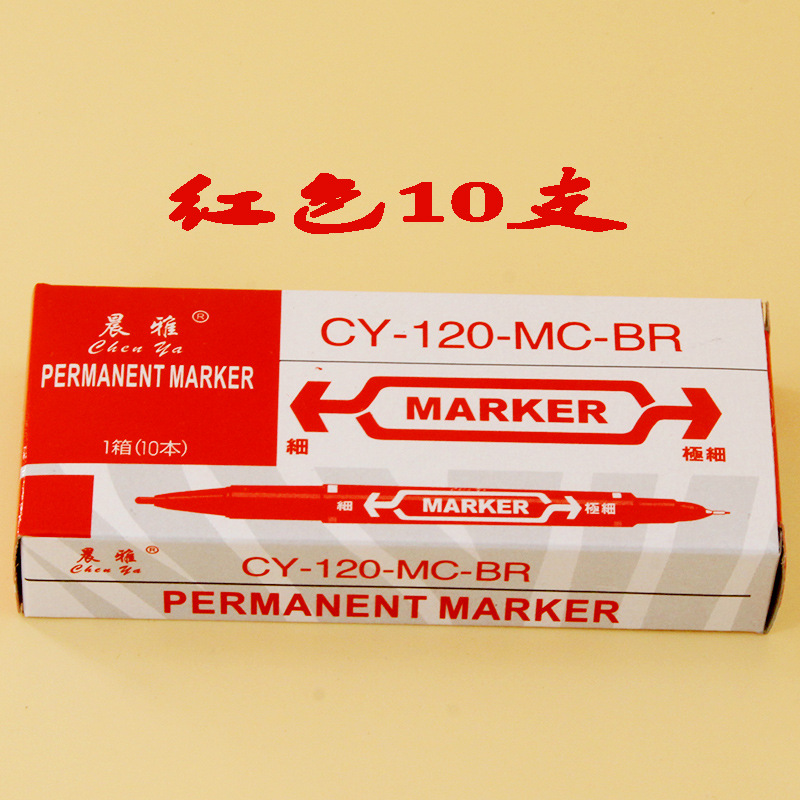 红色10支
晨雅®
Chen Ya
PERMANENT MARKER
1箱(10本)
CY-120-MC-BR
MARKER
細
極細
細
MARKER
極細
晨雅®
Chen Ya
CY-120-MC-BR
PERMANENT MARKER